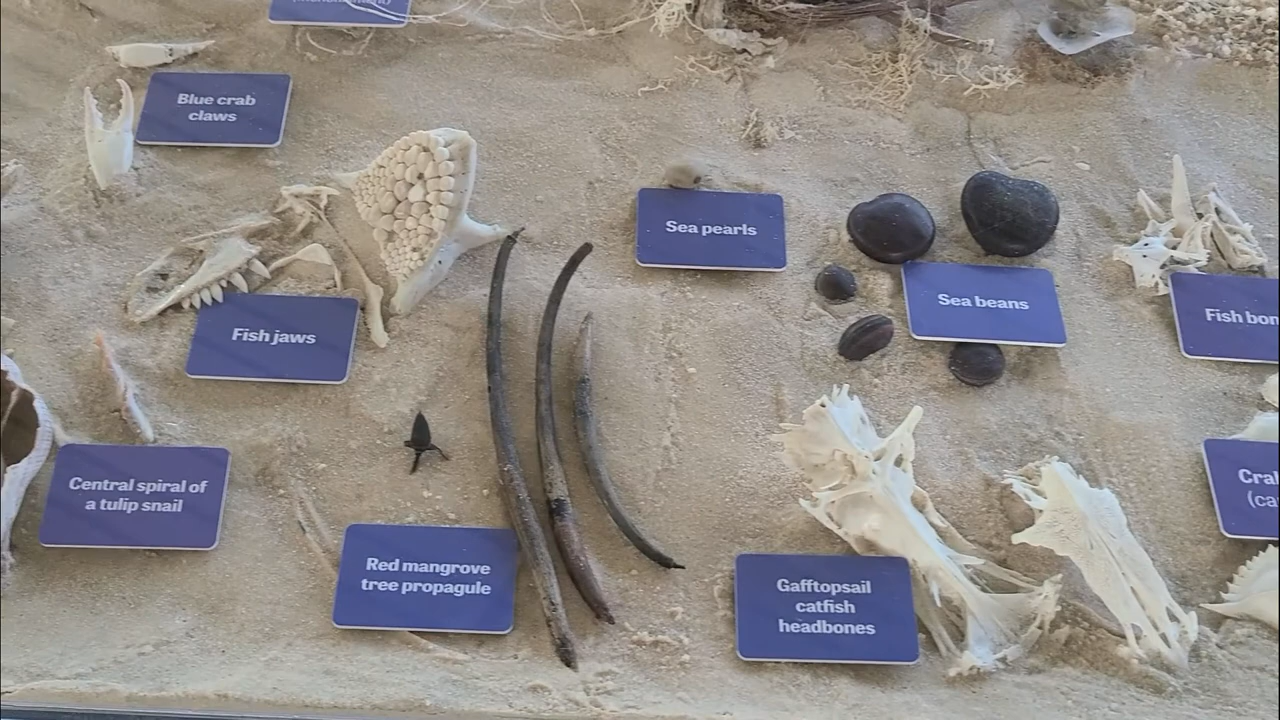 Blue crab
claws
Sea pearls
Sea beans
Fish bon
Fish jaws
Central spiral of
a tulip snail
Red mangrove
tree propagule
Gafftopsail
catfish
headbones
Cra
(ca